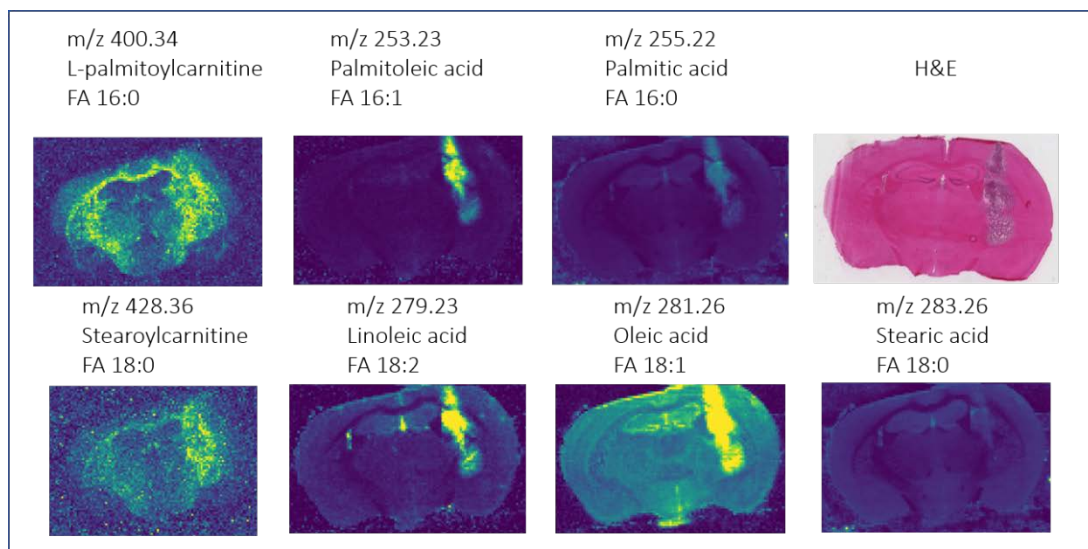 m/z 400.34
L-palmitoylcarnitine
FA 16:0
m/z 253.23
Palmitoleic acid
FA 16:1
m/z 255.22
Palmitic acid
FA 16:0
H&E
m/z 428.36
Stearoylcarnitine
FA 18:0
m/z 279.23
Linoleic acid
FA 18:2
m/z 281.26
Oleic acid
FA 18:1
m/z 283.26
Stearic acid
FA 18:0